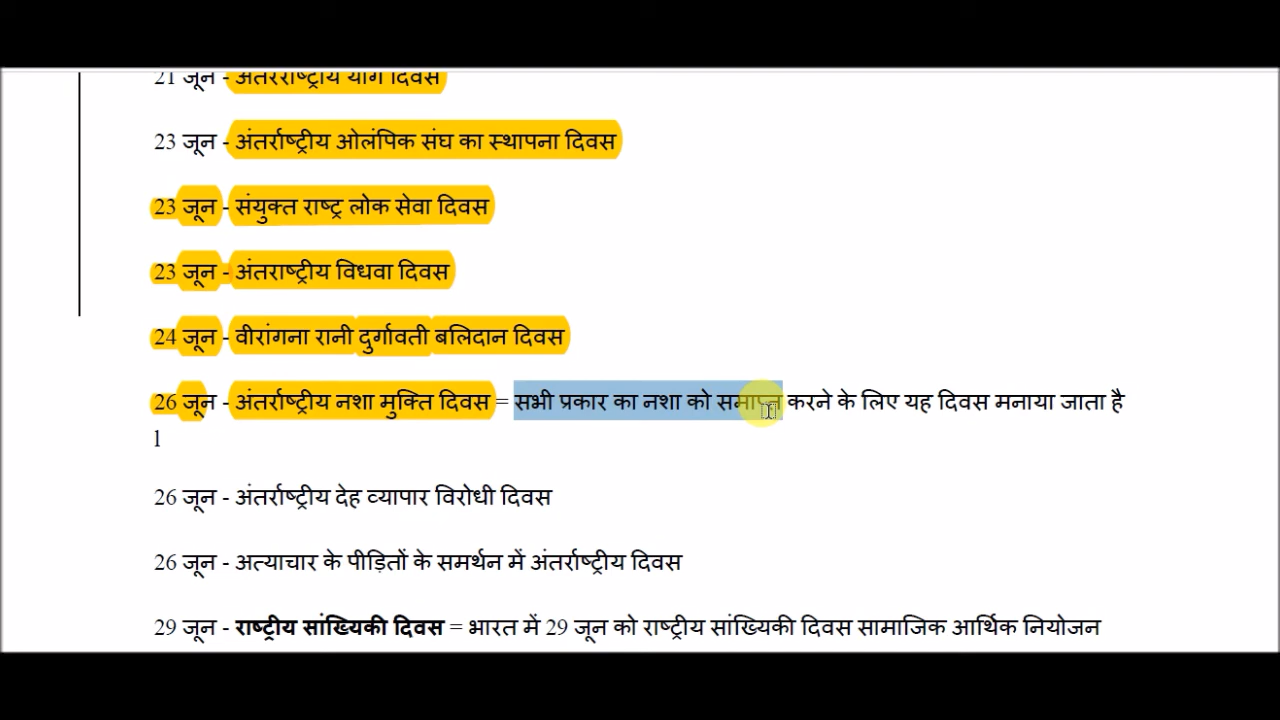 21 जून - अंतरराष्ट्रीय योग दिवस
23 जून - अंतर्राष्ट्रीय ओलंपिक संघ का स्थापना दिवस
23 जून - संयुक्त राष्ट्र लोक सेवा दिवस
23 जून - अंतराष्ट्रीय विधवा दिवस
24 जून - वीरांगना रानी दुर्गावती बलिदान दिवस
26 जून - अंतर्राष्ट्रीय नशा मुक्ति दिवस = सभी प्रकार का नशा को समाप्त करने के लिए यह दिवस मनाया जाता है
l
26 जून - अंतर्राष्ट्रीय देह व्यापार विरोधी दिवस
26 जून - अत्याचार के पीड़ितों के समर्थन में अंतर्राष्ट्रीय दिवस
29 जून - राष्ट्रीय सांख्यिकी दिवस = भारत में 29 जून को राष्ट्रीय सांख्यिकी दिवस सामाजिक आर्थिक नियोजन